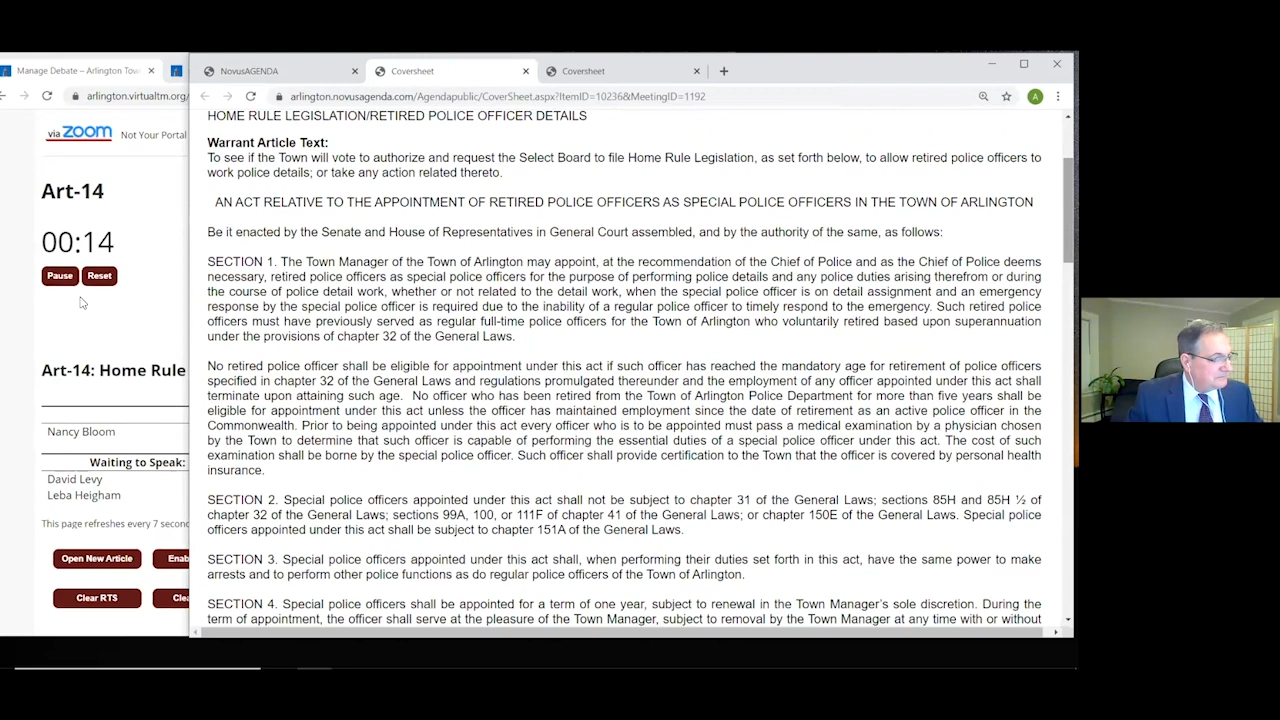 Manage Debate – Arlington Tow
arlington.virtualtm.org/
via zoom Not Your Portal
Art-14
00:14
Pause Reset
Art-14: Home Rule
Nancy Bloom
Waiting to Speak:
David Levy
Leba Heigham
This page refreshes every 7 second
Open New Article Enab
Clear RTS Cle
NovusAGENDA Coversheet Coversheet
arlington.novusagenda.com/Agendapublic/CoverSheet.aspx?ItemID=10236&MeetingID=1192
A
HOME RULE LEGISLATION/RETIRED POLICE OFFICER DETAILS
Warrant Article Text:
To see if the Town will vote to authorize and request the Select Board to file Home Rule Legislation, as set forth below, to allow retired police officers to
work police details; or take any action related thereto.
AN ACT RELATIVE TO THE APPOINTMENT OF RETIRED POLICE OFFICERS AS SPECIAL POLICE OFFICERS IN THE TOWN OF ARLINGTON
Be it enacted by the Senate and House of Representatives in General Court assembled, and by the authority of the same, as follows:
SECTION 1. The Town Manager of the Town of Arlington may appoint, at the recommendation of the Chief of Police and as the Chief of Police deems
necessary, retired police officers as special police officers for the purpose of performing police details and any police duties arising therefrom or during
the course of police detail work, whether or not related to the detail work, when the special police officer is on detail assignment and an emergency
response by the special police officer is required due to the inability of a regular police officer to timely respond to the emergency. Such retired police
officers must have previously served as regular full-time police officers for the Town of Arlington who voluntarily retired based upon superannuation
under the provisions of chapter 32 of the General Laws.
No retired police officer shall be eligible for appointment under this act if such officer has reached the mandatory age for retirement of police officers
specified in chapter 32 of the General Laws and regulations promulgated thereunder and the employment of any officer appointed under this act shall
terminate upon attaining such age. No officer who has been retired from the Town of Arlington Police Department for more than five years shall be
eligible for appointment under this act unless the officer has maintained employment since the date of retirement as an active police officer in the
Commonwealth. Prior to being appointed under this act every officer who is to be appointed must pass a medical examination by a physician chosen
by the Town to determine that such officer is capable of performing the essential duties of a special police officer under this act. The cost of such
examination shall be borne by the special police officer. Such officer shall provide certification to the Town that the officer is covered by personal health
insurance.
SECTION 2. Special police officers appointed under this act shall not be subject to chapter 31 of the General Laws; sections 85H and 85H ½ of
chapter 32 of the General Laws; sections 99A, 100, or 111F of chapter 41 of the General Laws; or chapter 150E of the General Laws. Special police
officers appointed under this act shall be subject to chapter 151A of the General Laws.
SECTION 3. Special police officers appointed under this act shall, when performing their duties set forth in this act, have the same power to make
arrests and to perform other police functions as do regular police officers of the Town of Arlington.
SECTION 4. Special police officers shall be appointed for a term of one year, subject to renewal in the Town Manager's sole discretion. During the
term of appointment, the officer shall serve at the pleasure of the Town Manager, subject to removal by the Town Manager at any time with or without